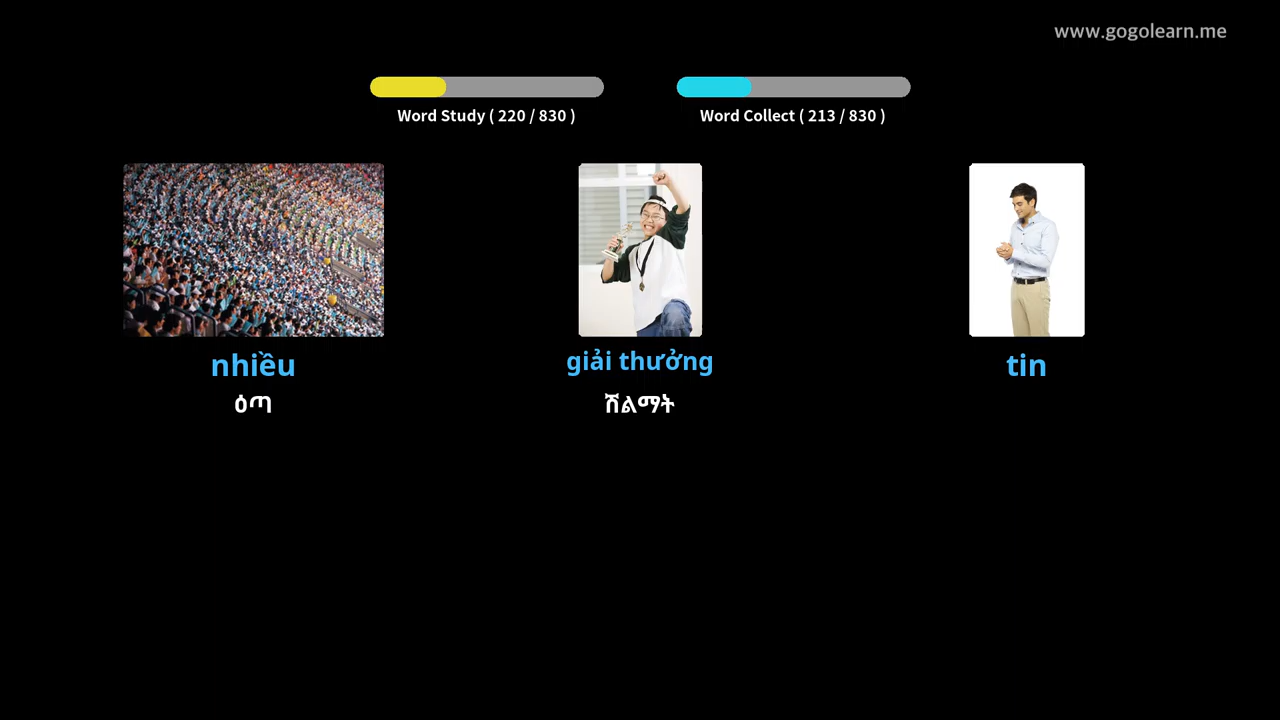 www.gogolearn.me
Word Study ( 220 / 830 )
Word Collect ( 213 / 830 )
nhiều
ዕጣ
giải thưởng
ሽልማት
tin